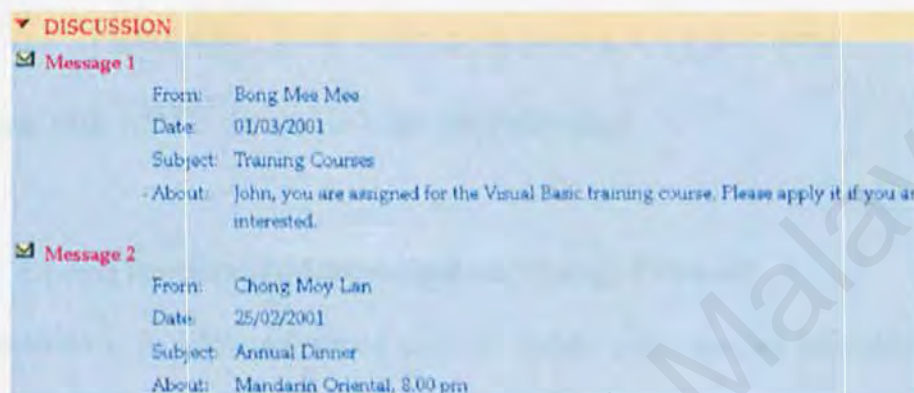 DISCUSSION
Message 1
From: Bong Mee Mee
Date: 01/03/2001
Subject: Training Courses
About: John, you are assigned for the Visual Basic training course. Please apply it if you
interested.
Message 2
From: Chong Moy Lan
Date: 25/02/2001
Subject: Annual Dinner
About: Mandarin Oriental, 8.00 pm
Malay